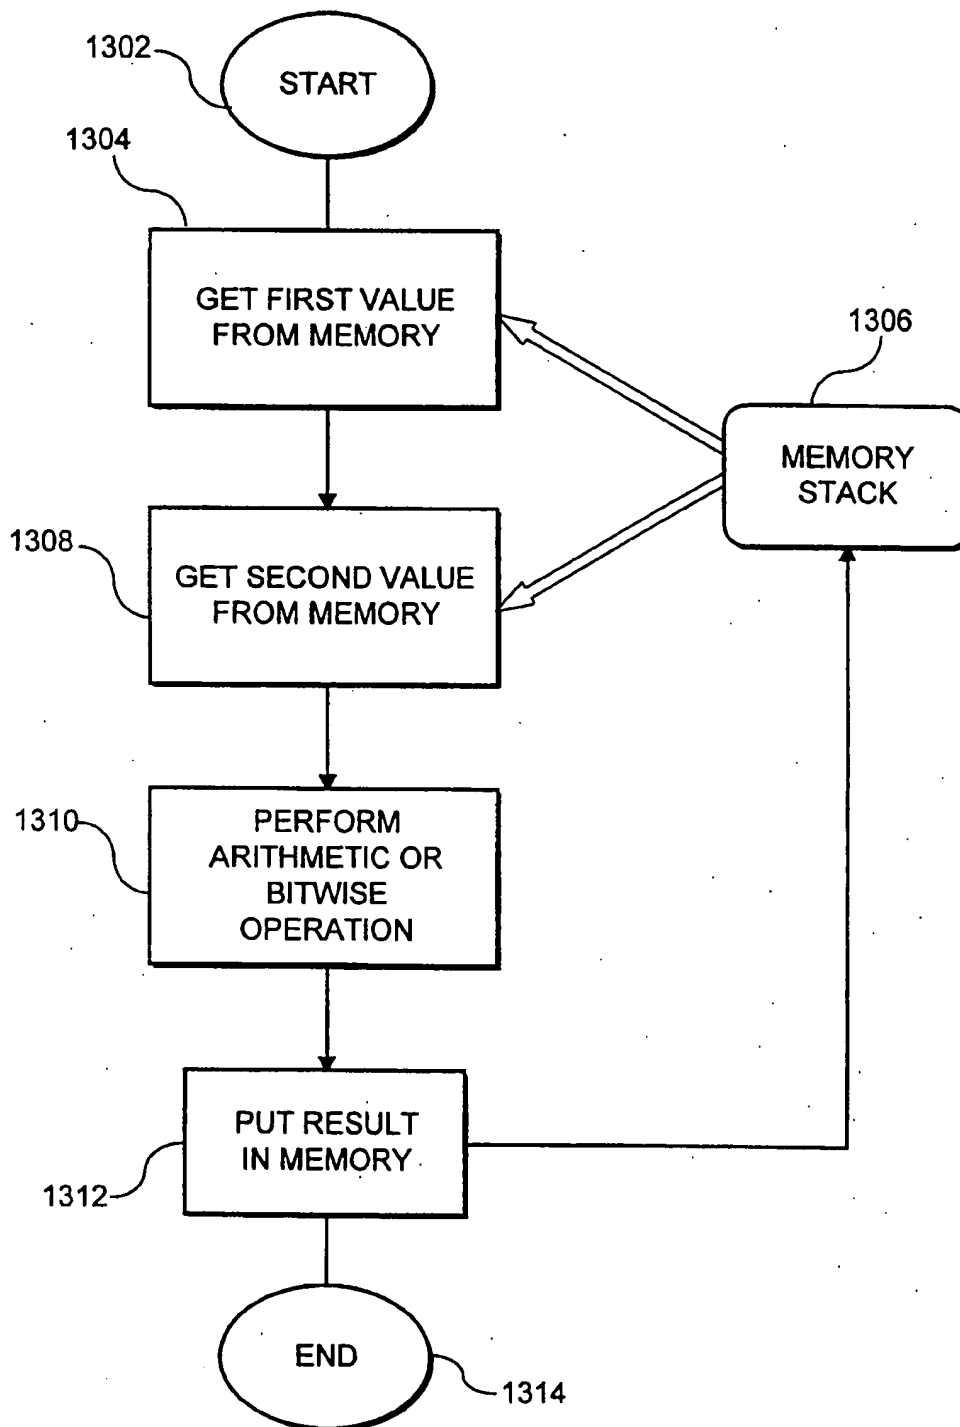 1302
START
1304
GET FIRST VALUE
FROM MEMORY
1306
MEMORY
STACK
1308
GET SECOND VALUE
FROM MEMORY
1310
PERFORM
ARITHMETIC OR
BITWISE
OPERATION
PUT RESULT
IN MEMORY
1312
END
1314